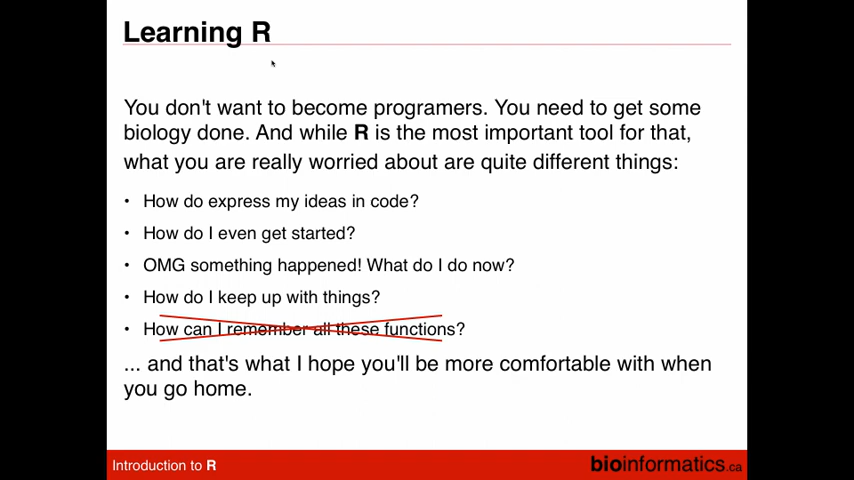 Learning R
You don't want to become programers. You need to get some
biology done. And while R is the most important tool for that,
what you are really worried about are quite different things:
• How do express my ideas in code?
• How do I even get started?
• OMG something happened! What do I do now?
• How do I keep up with things?
• How can I remember all these functions?
... and that's what I hope you'll be more comfortable with when
you go home.
Introduction to R
bioinformatics.ca